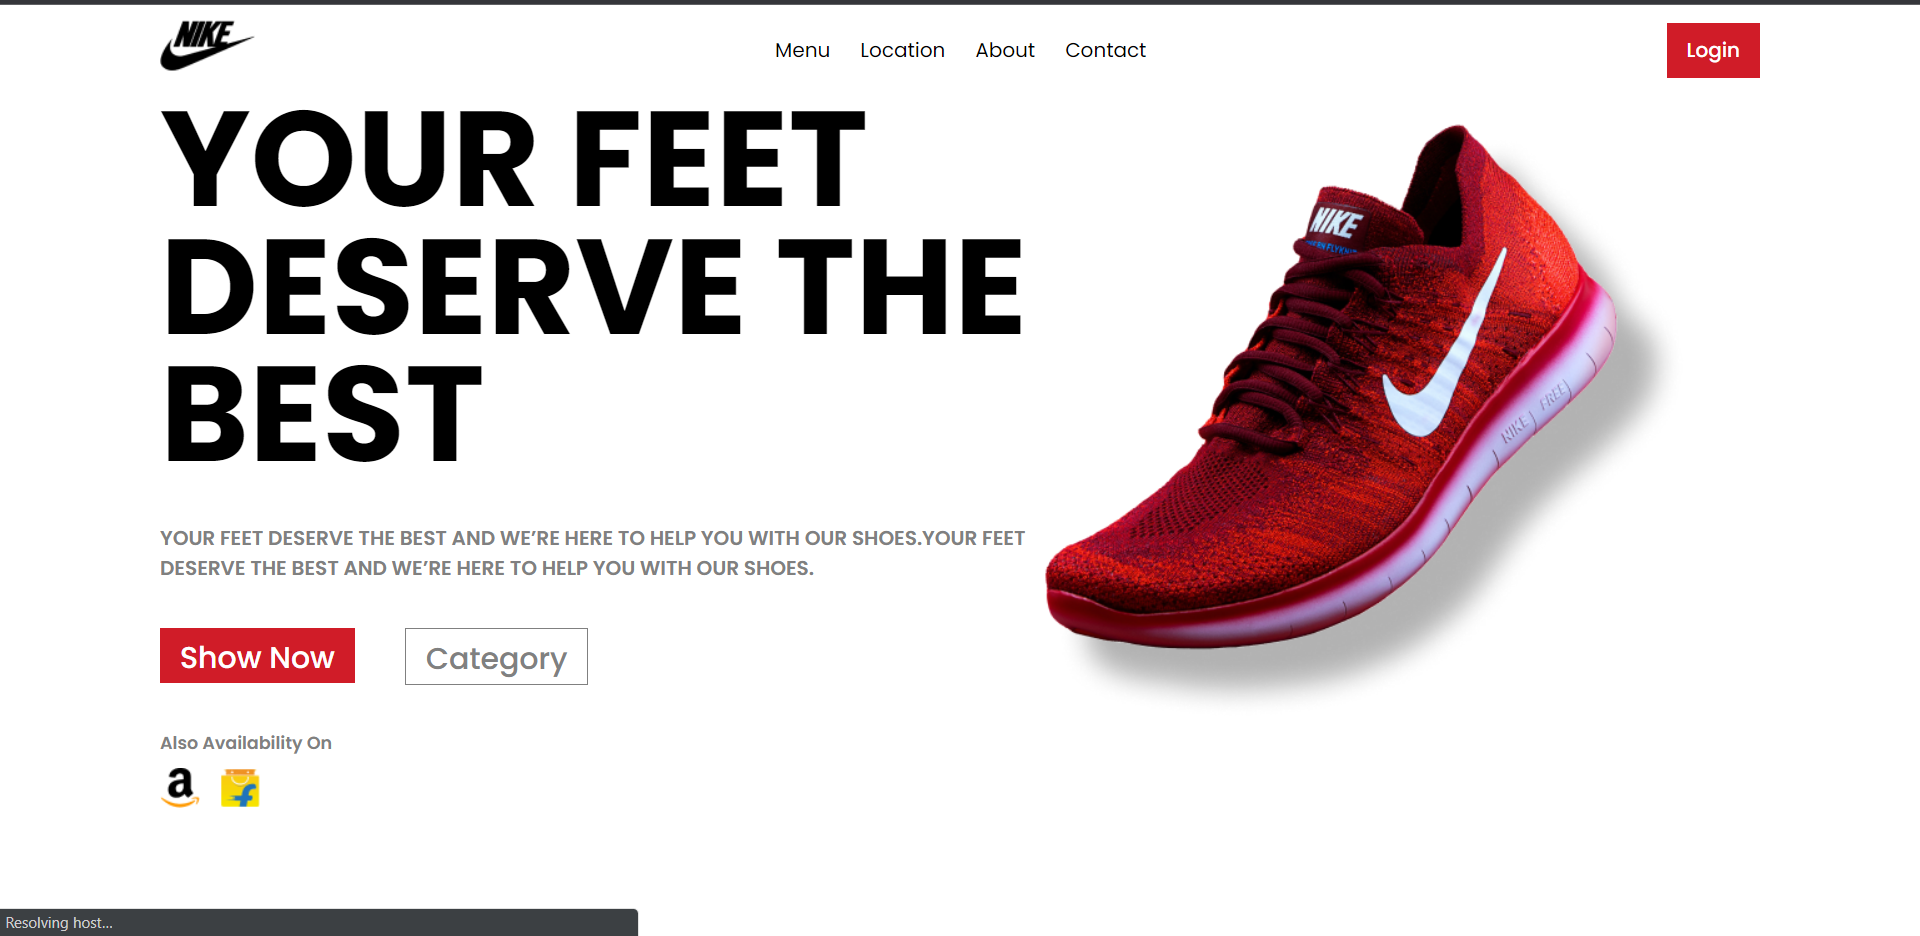 NIKE
Menu Location About Contact
Login
YOUR FEET
DESERVE THE
BEST
NIKE
YOUR FEET DESERVE THE BEST AND WE’RE HERE TO HELP YOU WITH OUR SHOES.YOUR FEET
DESERVE THE BEST AND WE’RE HERE TO HELP YOU WITH OUR SHOES.
NIKE FREE
Show Now
Category
Also Availability On
a
f
Resolving host...